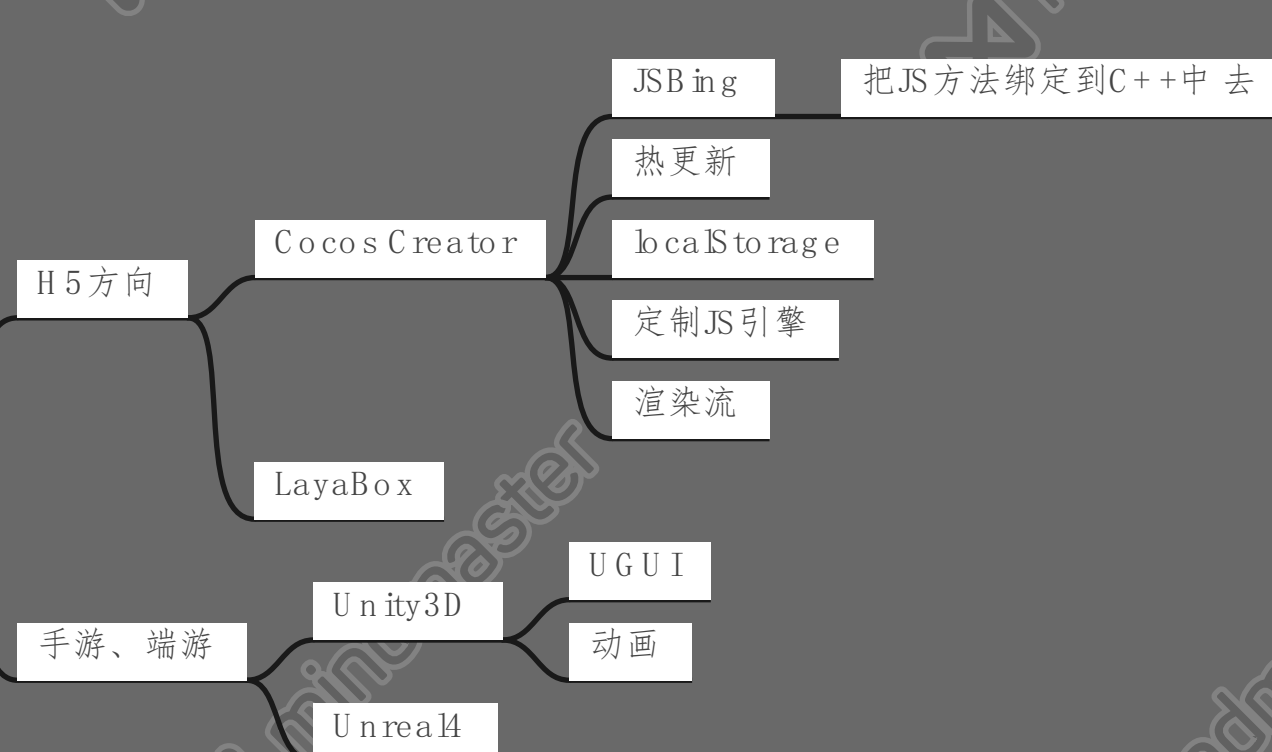 JSBing
把JS方法绑定到C++中去
热更新
CocosCreator
localStorage
H5方向
定制JS引擎
渲染流
LayaBox
UGUI
Unity3D
手游、端游
动画
Unreal4